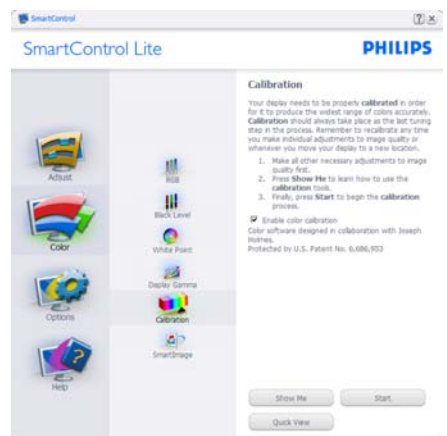 SmartControl
SmartControl Lite
PHILIPS
Adjust
Color
Options
Help
RGB
Black Level
White Point
Display Gamma
Calibration
SmartImage
Calibration
Your display needs to be properly calibrated in order
for it to produce the widest range of colors accurately.
Calibration should always take place as the last tuning
step in the process. Remember to recalibrate any time
you make individual adjustments to image quality or
whenever you move your display to a new location.
1. Make all other necessary adjustments to image
quality first.
2. Press Show Me to learn how to use the
calibration tools.
3. Finally, press Start to begin the calibration
process.
Enable color calibration
Color software designed in collaboration with Joseph
Holmes.
Protected by U.S. Patent No. 6,686,953
Show Me
Start
Quick View